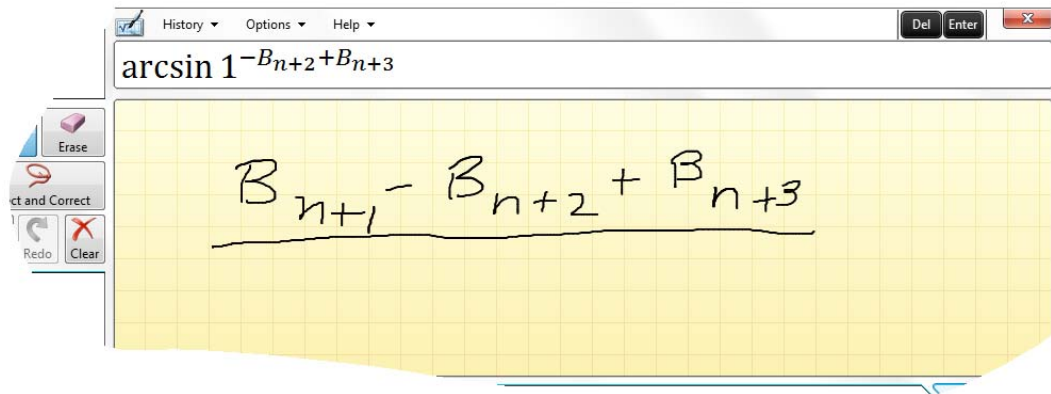 History ▾ Options ▾ Help ▾ Del Enter X
arcsin 1^{-B_{n+2}+B_{n+3}}
Erase
B_{n+1} - B_{n+2} + B_{n+3}
ct and Correct
Redo Clear